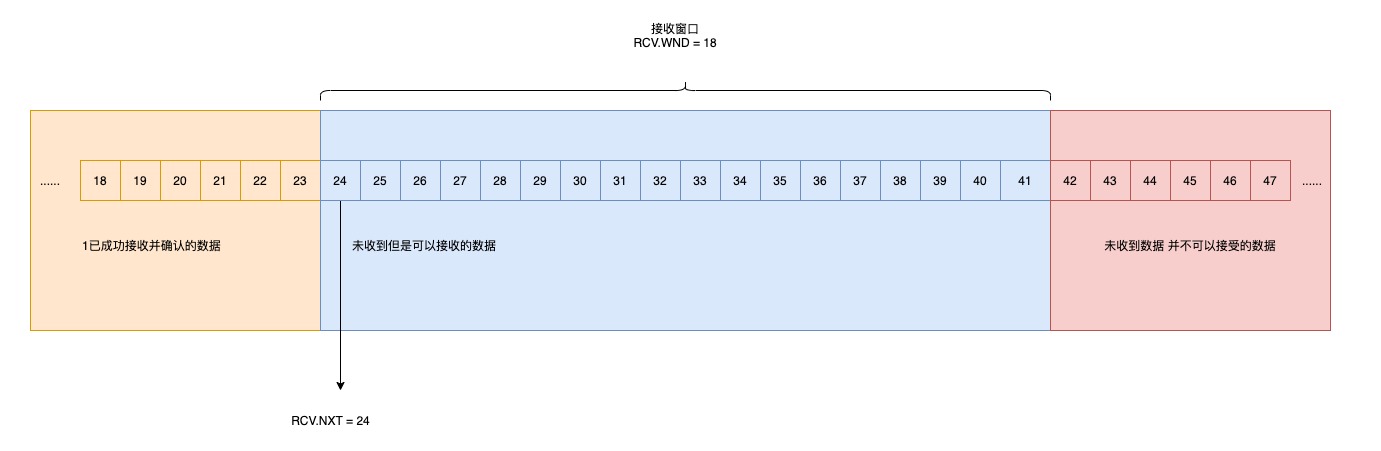 接收窗口
RCV.WND = 18
...... 18 19 20 21 22 23 24 25 26 27 28 29 30 31 32 33 34 35 36 37 38 39 40 41 42 43 44 45 46 47 ......
1已成功接收并确认的数据 未收到但是可以接收的数据 未收到数据 并不可以接受的数据
RCV.NXT = 24